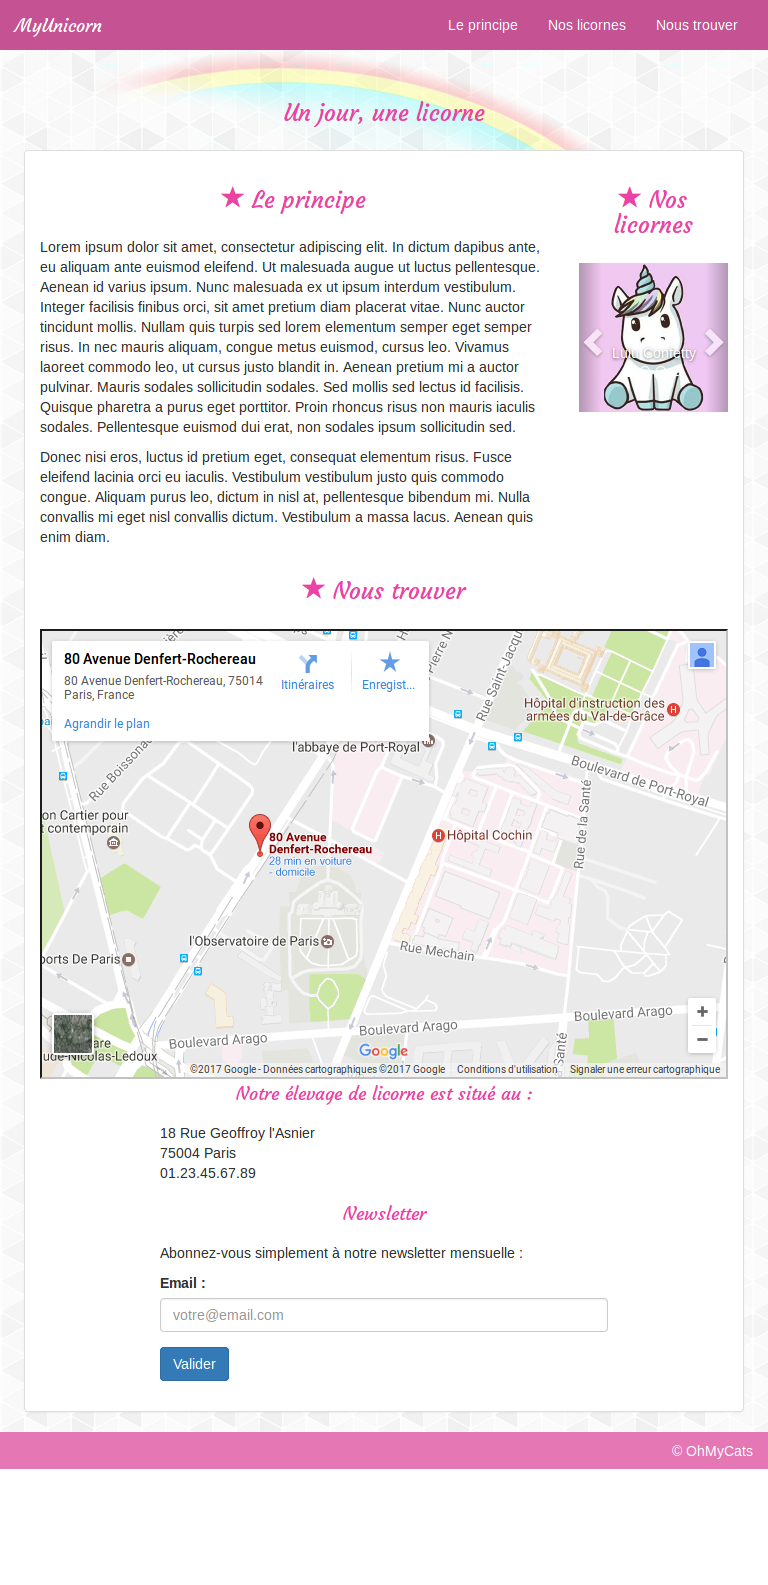 MyUnicorn
Le principe Nos licornes Nous trouver
Un jour, une licorne
Le principe
Lorem ipsum dolor sit amet, consectetur adipiscing elit. In dictum dapibus ante,
eu aliquam ante euismod eleifend. Ut malesuada augue ut luctus pellentesque.
Aenean id varius ipsum. Nunc malesuada ex ut ipsum interdum vestibulum.
Integer facilisis finibus orci, sit amet pretium diam placerat vitae. Nunc auctor
tincidunt mollis. Nullam quis turpis sed lorem elementum semper eget semper
risus. In nec mauris aliquam, congue metus euismod, cursus leo. Vivamus
laoreet commodo leo, ut cursus justo blandit in. Aenean pretium mi a auctor
pulvinar. Mauris sodales sollicitudin sodales. Sed mollis sed lectus id facilisis.
Quisque pharetra a purus eget porttitor. Proin rhoncus risus non mauris iaculis
sodales. Pellentesque euismod dui erat, non sodales ipsum sollicitudin sed.
Donec nisi eros, luctus id pretium eget, consequat elementum risus. Fusce
eleifend lacinia orci eu iaculis. Vestibulum vestibulum justo quis commodo
congue. Aliquam purus leo, dictum in nisl at, pellentesque bibendum mi. Nulla
convallis mi eget nisl convallis dictum. Vestibulum a massa lacus. Aenean quis
enim diam.
Nos
licornes
Lulu Confetty
Nous trouver
80 Avenue Denfert-Rochereau
80 Avenue Denfert-Rochereau, 75014
Paris, France
Agrandir le plan
Itinéraires
Enregist...
Rue Saint-Jacqu
Pierre N
Hôpital d'instruction des
armées du Val-de-Grâce
l'abbaye de Port-Royal
Boulevard de Port-Royal
Rue Boissonad
on Cartier pour
t contemporain
80 Avenue
Denfert-Rochereau
28 min en voiture
- domicile
Hôpital Cochin
Rue de la Santé
l'Observatoire de Paris
Rue Mechain
ports De Paris
Boulevard Arago
Boulevard Arago
Boulevard Arago
Santé
are
ude-Nicolas-Ledoux
Google
+
−
©2017 Google - Données cartographiques ©2017 Google Conditions d'utilisation Signaler une erreur cartographique
Notre élevage de licorne est situé au :
18 Rue Geoffroy l'Asnier
75004 Paris
01.23.45.67.89
Newsletter
Abonnez-vous simplement à notre newsletter mensuelle :
Email :
votre@email.com
Valider
© OhMyCats